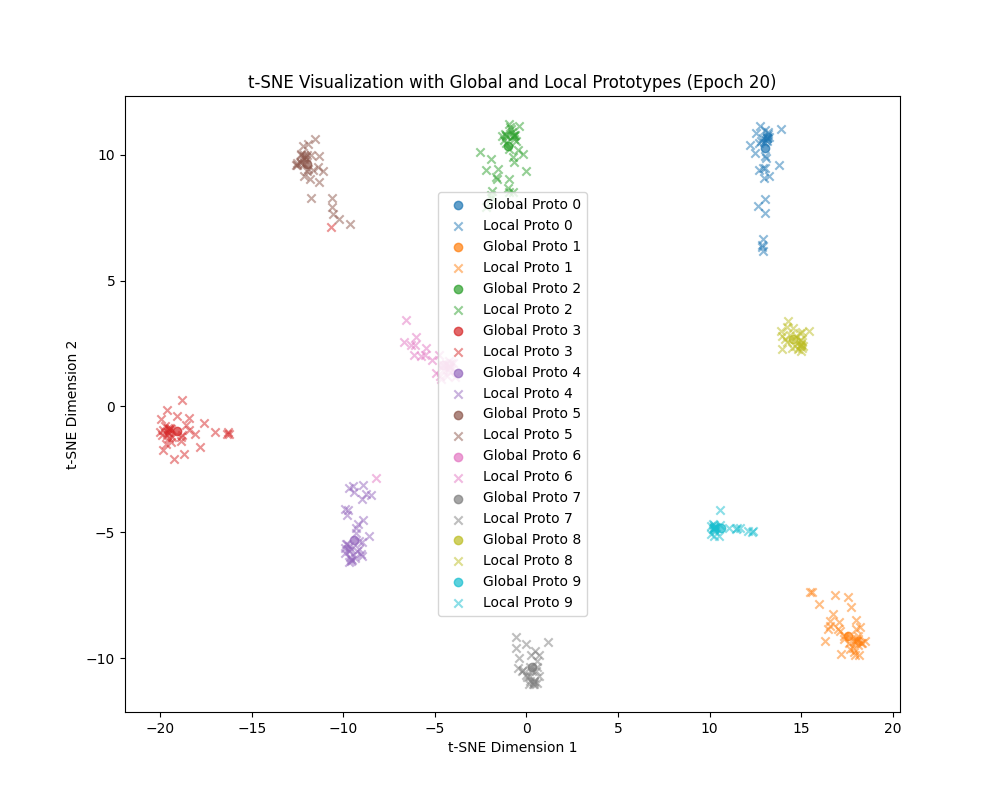 t-SNE Visualization with Global and Local Prototypes (Epoch 20)
10
5
0
−5
−10
t-SNE Dimension 2
Global Proto 0
Local Proto 0
Global Proto 1
Local Proto 1
Global Proto 2
Local Proto 2
Global Proto 3
Local Proto 3
Global Proto 4
Local Proto 4
Global Proto 5
Local Proto 5
Global Proto 6
Local Proto 6
Global Proto 7
Local Proto 7
Global Proto 8
Local Proto 8
Global Proto 9
Local Proto 9
−20 −15 −10 −5 0 5 10 15 20
t-SNE Dimension 1